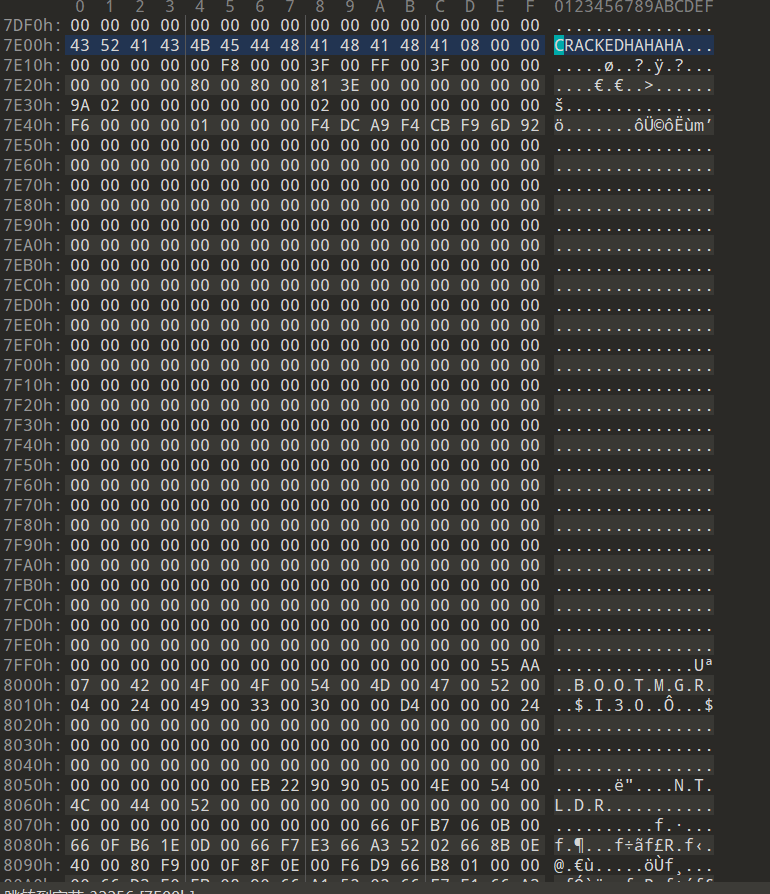 0 1 2 3 4 5 6 7 8 9 A B C D E F 0123456789ABCDEF
7DF0h: 00 00 00 00 00 00 00 00 00 00 00 00 00 00 00 00 ................
7E00h: 43 52 41 43 4B 45 44 48 41 48 41 48 41 08 00 00 CRACKEDHAHAHA...
7E10h: 00 00 00 00 00 F8 00 00 3F 00 FF 00 3F 00 00 00 .....ø..?.ÿ.?...
7E20h: 00 00 00 00 80 00 80 00 81 3E 00 00 00 00 00 00 ....€.€..>......
7E30h: 9A 02 00 00 00 00 00 00 02 00 00 00 00 00 00 00 š...............
7E40h: F6 00 00 00 01 00 00 00 F4 DC A9 F4 CB F9 6D 92 ö.......ôÜ©ôËùm’
7E50h: 00 00 00 00 00 00 00 00 00 00 00 00 00 00 00 00 ................
7E60h: 00 00 00 00 00 00 00 00 00 00 00 00 00 00 00 00 ................
7E70h: 00 00 00 00 00 00 00 00 00 00 00 00 00 00 00 00 ................
7E80h: 00 00 00 00 00 00 00 00 00 00 00 00 00 00 00 00 ................
7E90h: 00 00 00 00 00 00 00 00 00 00 00 00 00 00 00 00 ................
7EA0h: 00 00 00 00 00 00 00 00 00 00 00 00 00 00 00 00 ................
7EB0h: 00 00 00 00 00 00 00 00 00 00 00 00 00 00 00 00 ................
7EC0h: 00 00 00 00 00 00 00 00 00 00 00 00 00 00 00 00 ................
7ED0h: 00 00 00 00 00 00 00 00 00 00 00 00 00 00 00 00 ................
7EE0h: 00 00 00 00 00 00 00 00 00 00 00 00 00 00 00 00 ................
7EF0h: 00 00 00 00 00 00 00 00 00 00 00 00 00 00 00 00 ................
7F00h: 00 00 00 00 00 00 00 00 00 00 00 00 00 00 00 00 ................
7F10h: 00 00 00 00 00 00 00 00 00 00 00 00 00 00 00 00 ................
7F20h: 00 00 00 00 00 00 00 00 00 00 00 00 00 00 00 00 ................
7F30h: 00 00 00 00 00 00 00 00 00 00 00 00 00 00 00 00 ................
7F40h: 00 00 00 00 00 00 00 00 00 00 00 00 00 00 00 00 ................
7F50h: 00 00 00 00 00 00 00 00 00 00 00 00 00 00 00 00 ................
7F60h: 00 00 00 00 00 00 00 00 00 00 00 00 00 00 00 00 ................
7F70h: 00 00 00 00 00 00 00 00 00 00 00 00 00 00 00 00 ................
7F80h: 00 00 00 00 00 00 00 00 00 00 00 00 00 00 00 00 ................
7F90h: 00 00 00 00 00 00 00 00 00 00 00 00 00 00 00 00 ................
7FA0h: 00 00 00 00 00 00 00 00 00 00 00 00 00 00 00 00 ................
7FB0h: 00 00 00 00 00 00 00 00 00 00 00 00 00 00 00 00 ................
7FC0h: 00 00 00 00 00 00 00 00 00 00 00 00 00 00 00 00 ................
7FD0h: 00 00 00 00 00 00 00 00 00 00 00 00 00 00 00 00 ................
7FE0h: 00 00 00 00 00 00 00 00 00 00 00 00 00 00 00 00 ................
7FF0h: 00 00 00 00 00 00 00 00 00 00 00 00 00 00 55 AA ..............Uª
8000h: 07 00 42 00 4F 00 4F 00 54 00 4D 00 47 00 52 00 ..B.O.O.T.M.G.R.
8010h: 04 00 24 00 49 00 33 00 30 00 00 D4 00 00 00 24 ..$.I.3.0..Ô...$
8020h: 00 00 00 00 00 00 00 00 00 00 00 00 00 00 00 00 ................
8030h: 00 00 00 00 00 00 00 00 00 00 00 00 00 00 00 00 ................
8040h: 00 00 00 00 00 00 00 00 00 00 00 00 00 00 00 00 ................
8050h: 00 00 00 00 00 00 EB 22 90 90 05 00 4E 00 54 00 ......ë"....N.T.
8060h: 4C 00 44 00 52 00 00 00 00 00 00 00 00 00 00 00 L.D.R...........
8070h: 00 00 00 00 00 00 00 00 00 00 66 0F B7 06 0B 00 ..........f.·...
8080h: 66 0F B6 1E 0D 00 66 F7 E3 66 A3 52 02 66 8B 0E f.¶...f÷ãf£R.f‹.
8090h: 40 00 80 F9 00 0F 8F 0E 00 F6 D9 66 B8 01 00 00 @.€ù.....öÙf¸...